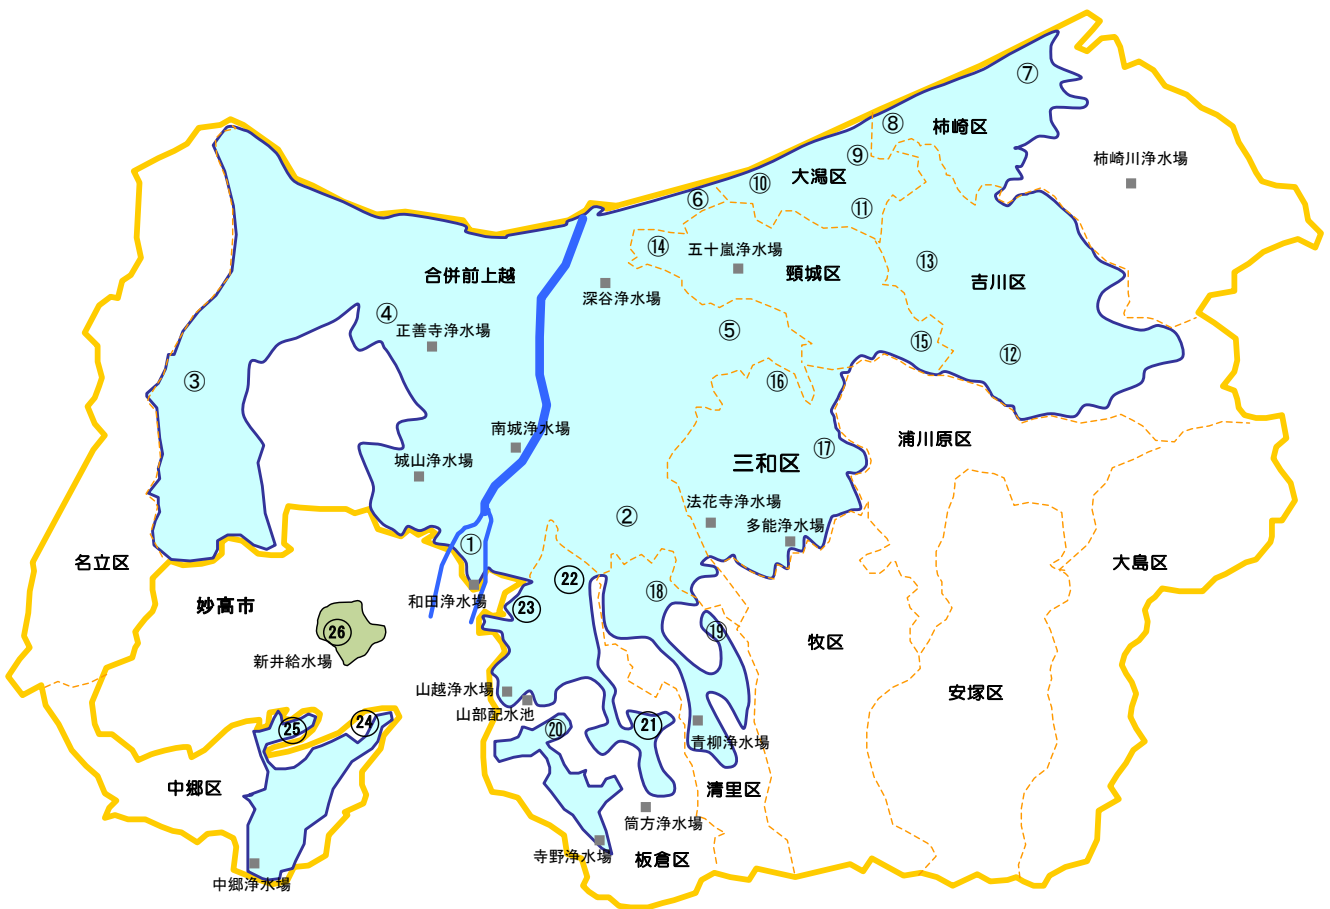 ⑦
⑧
柿崎区
⑨
柿崎川浄水場
⑩
大潟区
⑥
⑪
⑭
五十嵐浄水場
⑬
合併前上越
頸城区
吉川区
深谷浄水場
④
正善寺浄水場
⑤
⑮
⑫
③
⑯
南城浄水場
浦川原区
城山浄水場
三和区
⑰
法花寺浄水場
②
多能浄水場
①
名立区
大島区
22
和田浄水場
23
⑱
妙高市
26
⑲
牧区
新井給水場
山越浄水場
安塚区
山部配水池
25
24
⑳
21
青柳浄水場
中郷区
清里区
筒方浄水場
寺野浄水場
板倉区
中郷浄水場